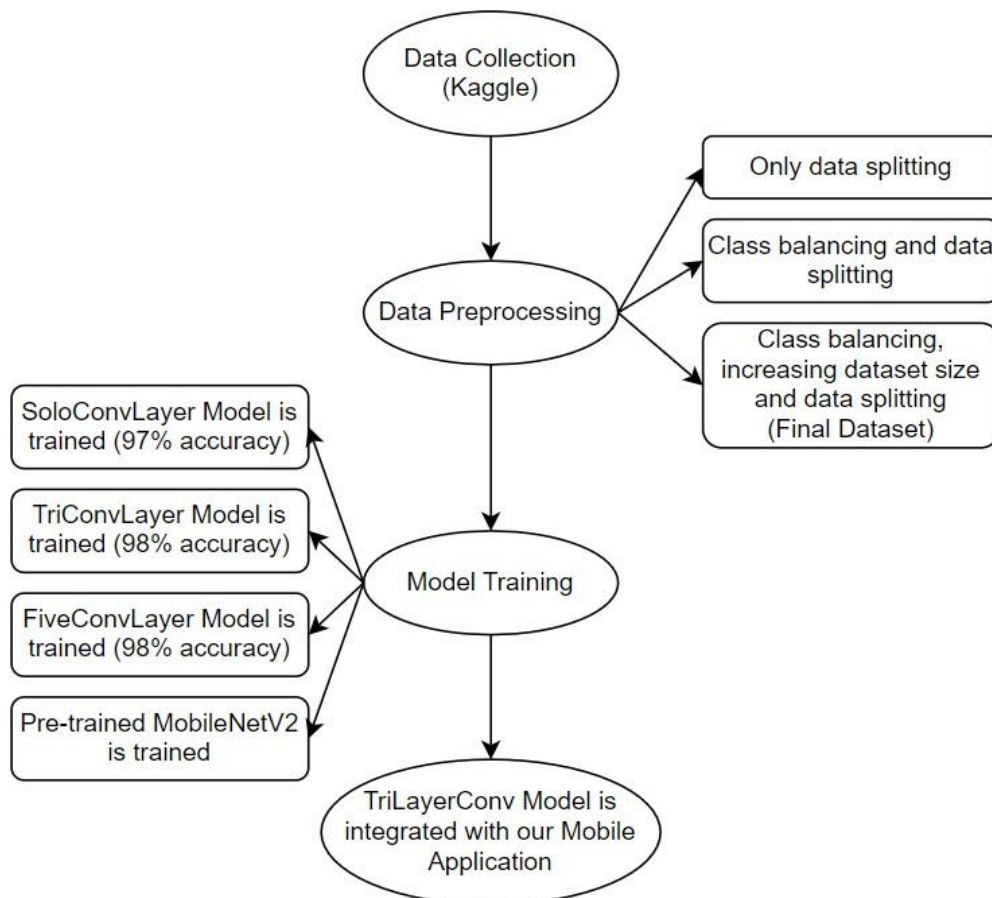 Data Collection
(Kaggle)
Only data splitting
Class balancing and data
splitting
Data Preprocessing
Class balancing,
increasing dataset size
and data splitting
(Final Dataset)
SoloConvLayer Model is
trained (97% accuracy)
TriConvLayer Model is
trained (98% accuracy)
Model Training
FiveConvLayer Model is
trained (98% accuracy)
Pre-trained MobileNetV2
is trained
TriLayerConv Model is
integrated with our Mobile
Application